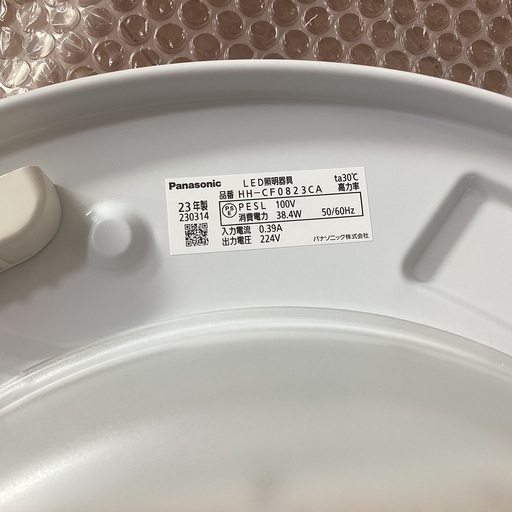 Panasonic LED照明器具 ta30℃
品番 HH-CF0823CA 高力率
23年製 PS E PESL 100V
230314 消費電力 38.4W 50/60Hz
入力電流 0.39A
出力電圧 224V パナソニック株式会社